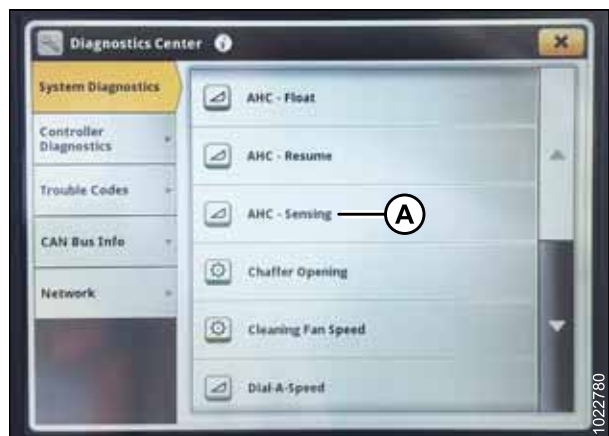 Diagnostics Center
System Diagnostics
Controller
Diagnostics
Trouble Codes
CAN Bus Info
Network
AHC - Float
AHC - Resume
AHC - Sensing
A
Chaffer Opening
Cleaning Fan Speed
Dial-A-Speed
1022780